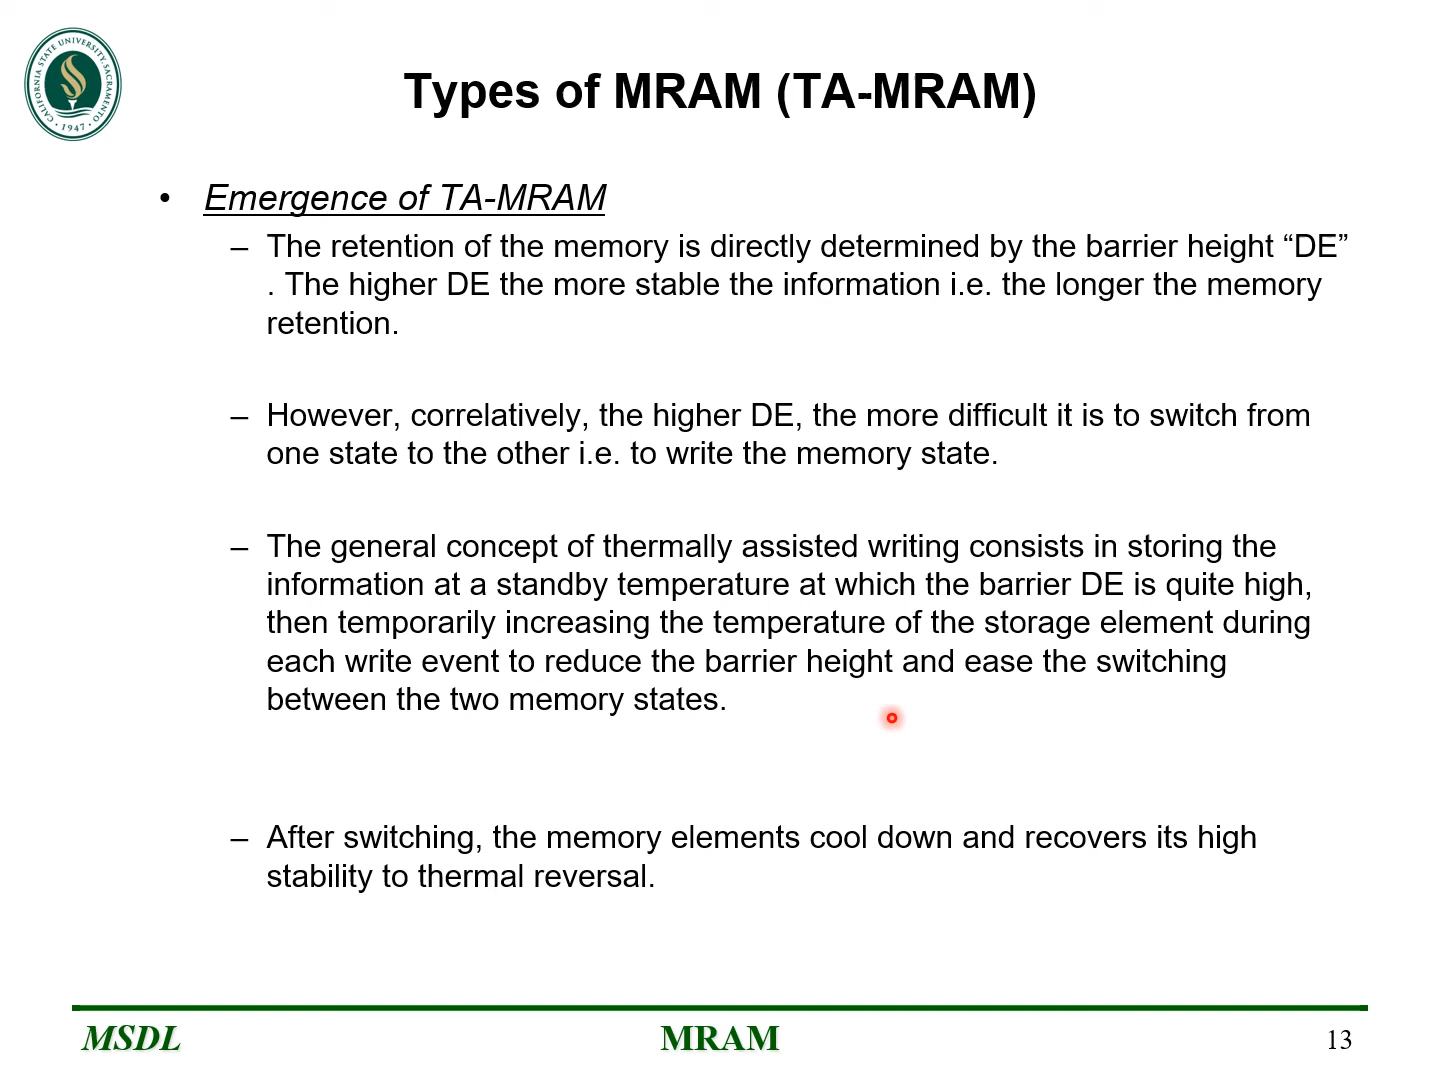 CALIFORNIA STATE UNIVERSITY, SACRAMENTO
• 1947 •
Types of MRAM (TA-MRAM)
• Emergence of TA-MRAM
– The retention of the memory is directly determined by the barrier height “DE”
. The higher DE the more stable the information i.e. the longer the memory
retention.
– However, correlatively, the higher DE, the more difficult it is to switch from
one state to the other i.e. to write the memory state.
– The general concept of thermally assisted writing consists in storing the
information at a standby temperature at which the barrier DE is quite high,
then temporarily increasing the temperature of the storage element during
each write event to reduce the barrier height and ease the switching
between the two memory states.
– After switching, the memory elements cool down and recovers its high
stability to thermal reversal.
MSDL
MRAM
13